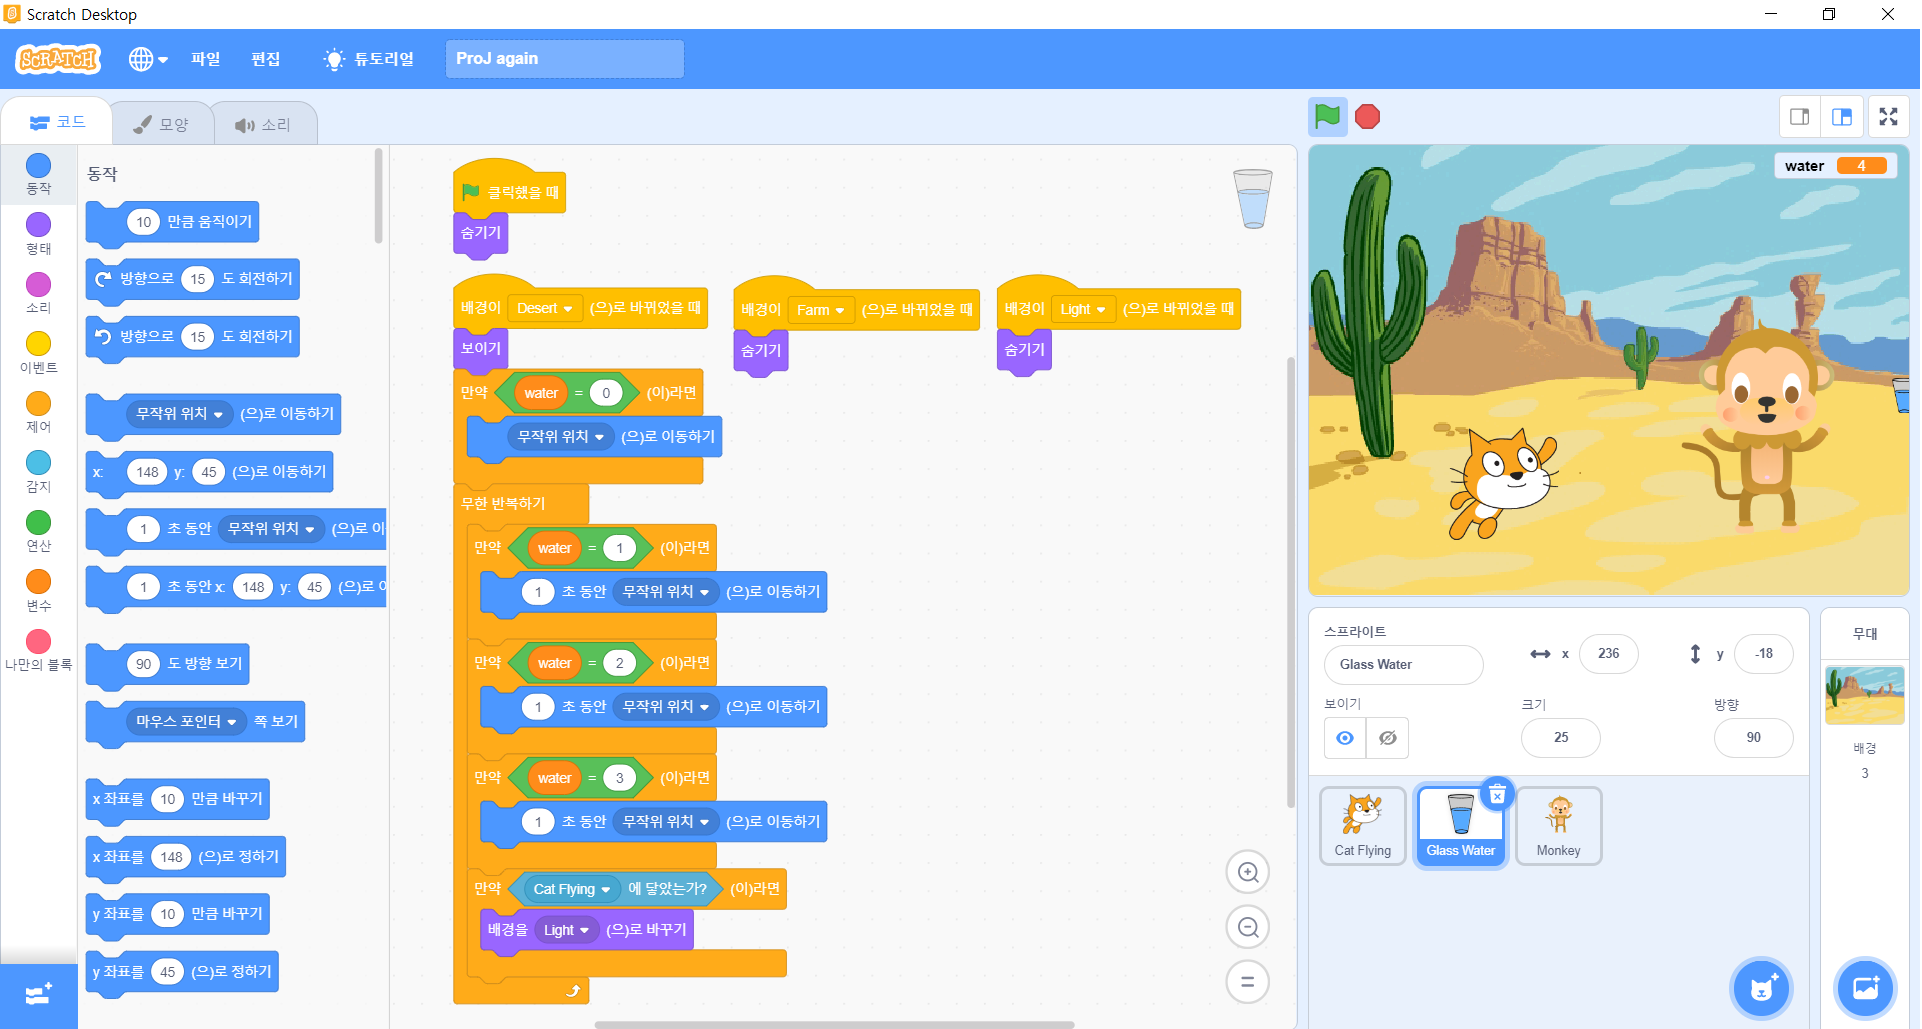 Scratch Desktop
SCRATCH
파일
편집
튜토리얼
ProJ again
코드
모양
소리
동작
형태
소리
이벤트
제어
감지
연산
변수
나만의 블록
동작
10 만큼 움직이기
방향으로 15 도 회전하기
방향으로 15 도 회전하기
무작위 위치 (으)로 이동하기
x: 148 y: 45 (으)로 이동하기
1 초 동안 무작위 위치 (으)로 이
1 초 동안 x: 148 y: 45 (으)로
90 도 방향 보기
마우스 포인터 쪽 보기
x 좌표를 10 만큼 바꾸기
x 좌표를 148 (으)로 정하기
y 좌표를 10 만큼 바꾸기
y 좌표를 45 (으)로 정하기
클릭했을 때
숨기기
배경이 Desert (으)로 바뀌었을 때
보이기
만약 water = 0 (이)라면
무작위 위치 (으)로 이동하기
무한 반복하기
만약 water = 1 (이)라면
1 초 동안 무작위 위치 (으)로 이동하기
만약 water = 2 (이)라면
1 초 동안 무작위 위치 (으)로 이동하기
만약 water = 3 (이)라면
1 초 동안 무작위 위치 (으)로 이동하기
만약 Cat Flying 에 닿았는가? (이)라면
배경을 Light (으)로 바꾸기
배경이 Farm (으)로 바뀌었을 때
숨기기
배경이 Light (으)로 바뀌었을 때
숨기기
water 4
스프라이트
Glass Water
x 236
y -18
보이기
크기
25
방향
90
Cat Flying
Glass Water
Monkey
무대
배경
3